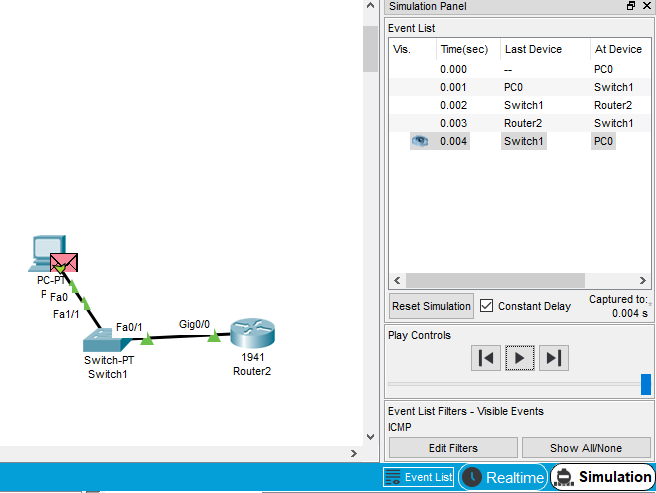 Simulation Panel
Event List
Vis. Time(sec) Last Device At Device
0.000 -- PC0
0.001 PC0 Switch1
0.002 Switch1 Router2
0.003 Router2 Switch1
0.004 Switch1 PC0
Reset Simulation Constant Delay Captured to:
0.004 s
Play Controls
Event List Filters - Visible Events
ICMP
Edit Filters Show All/None
Event List Realtime Simulation
PC-PT
Fa0
Fa1/1
Fa0/1 Gig0/0
Switch-PT
Switch1
1941
Router2